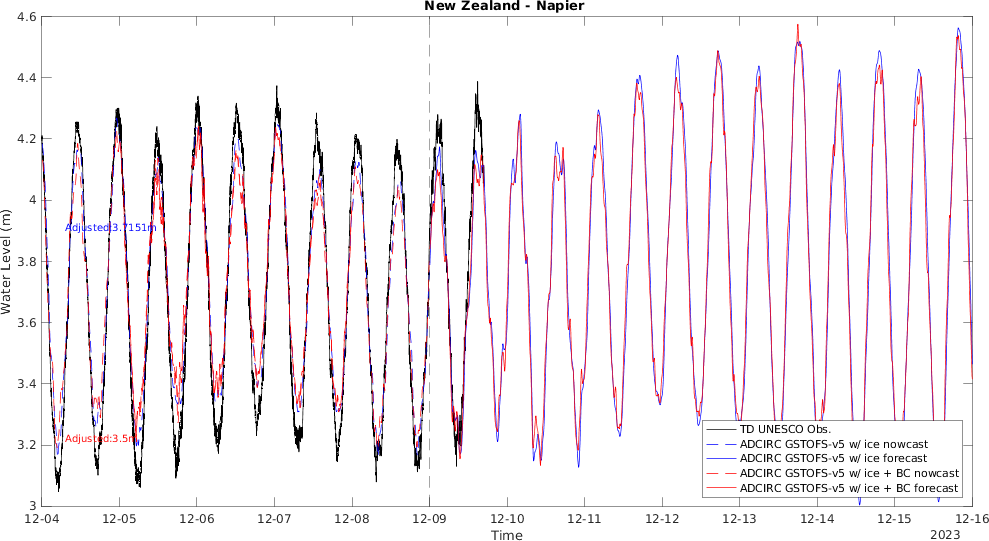 New Zealand - Napier
4.6
4.4
4.2
4
3.8
3.6
3.4
3.2
3
Water Level (m)
Adjusted:3.7151m
Adjusted:3.5m
TD UNESCO Obs.
ADCIRC GSTOFS-v5 w/ ice nowcast
ADCIRC GSTOFS-v5 w/ ice forecast
ADCIRC GSTOFS-v5 w/ ice + BC nowcast
ADCIRC GSTOFS-v5 w/ ice + BC forecast
12-04 12-05 12-06 12-07 12-08 12-09 12-10 12-11 12-12 12-13 12-14 12-15 12-16
Time
2023